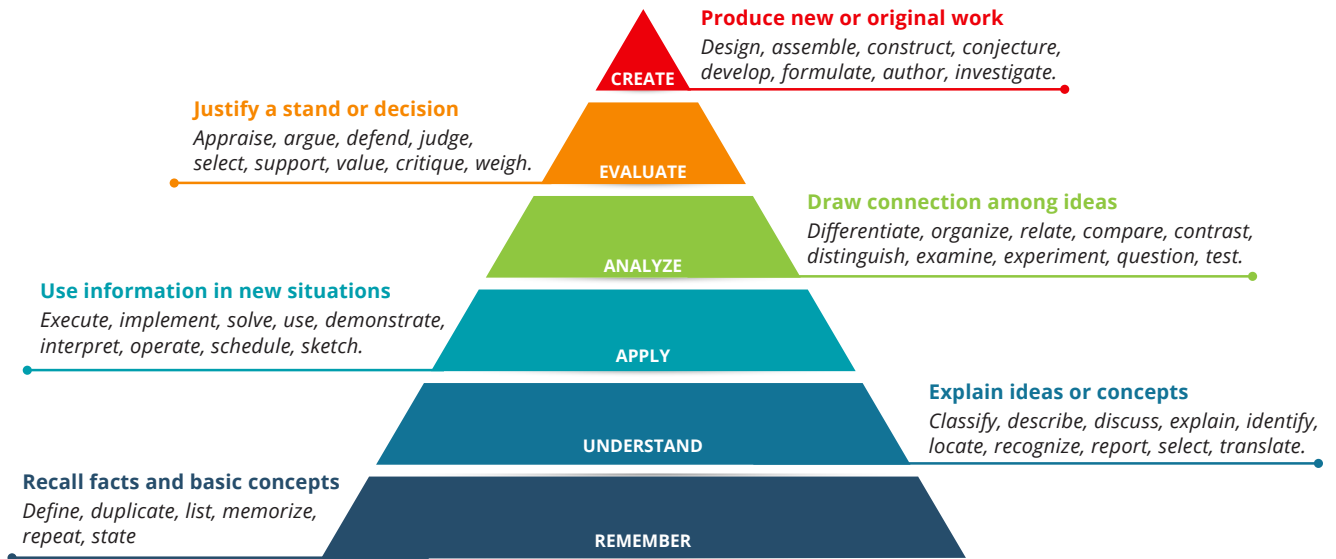 Produce new or original work
Design, assemble, construct, conjecture,
develop, formulate, author, investigate.
CREATE
Justify a stand or decision
Appraise, argue, defend, judge,
select, support, value, critique, weigh.
EVALUATE
Draw connection among ideas
Differentiate, organize, relate, compare, contrast,
distinguish, examine, experiment, question, test.
ANALYZE
Use information in new situations
Execute, implement, solve, use, demonstrate,
interpret, operate, schedule, sketch.
APPLY
Explain ideas or concepts
Classify, describe, discuss, explain, identify,
locate, recognize, report, select, translate.
UNDERSTAND
Recall facts and basic concepts
Define, duplicate, list, memorize,
repeat, state
REMEMBER